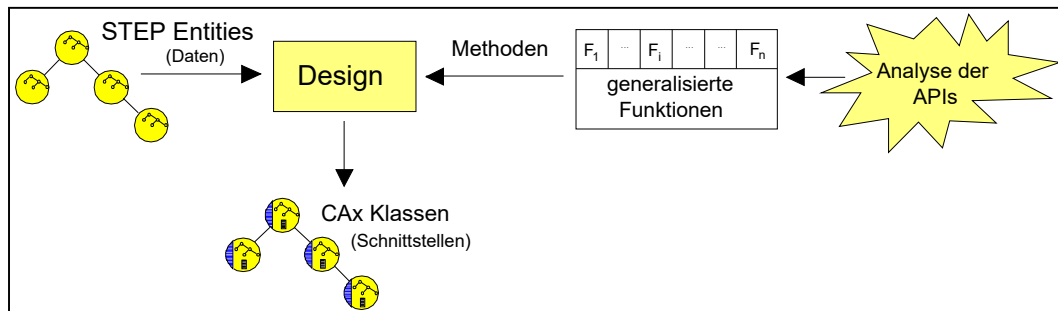 STEP Entities
(Daten)
Design
Methoden
F1 ... Fi ... ... Fn
generalisierte
Funktionen
Analyse der
APIs
CAx Klassen
(Schnittstellen)